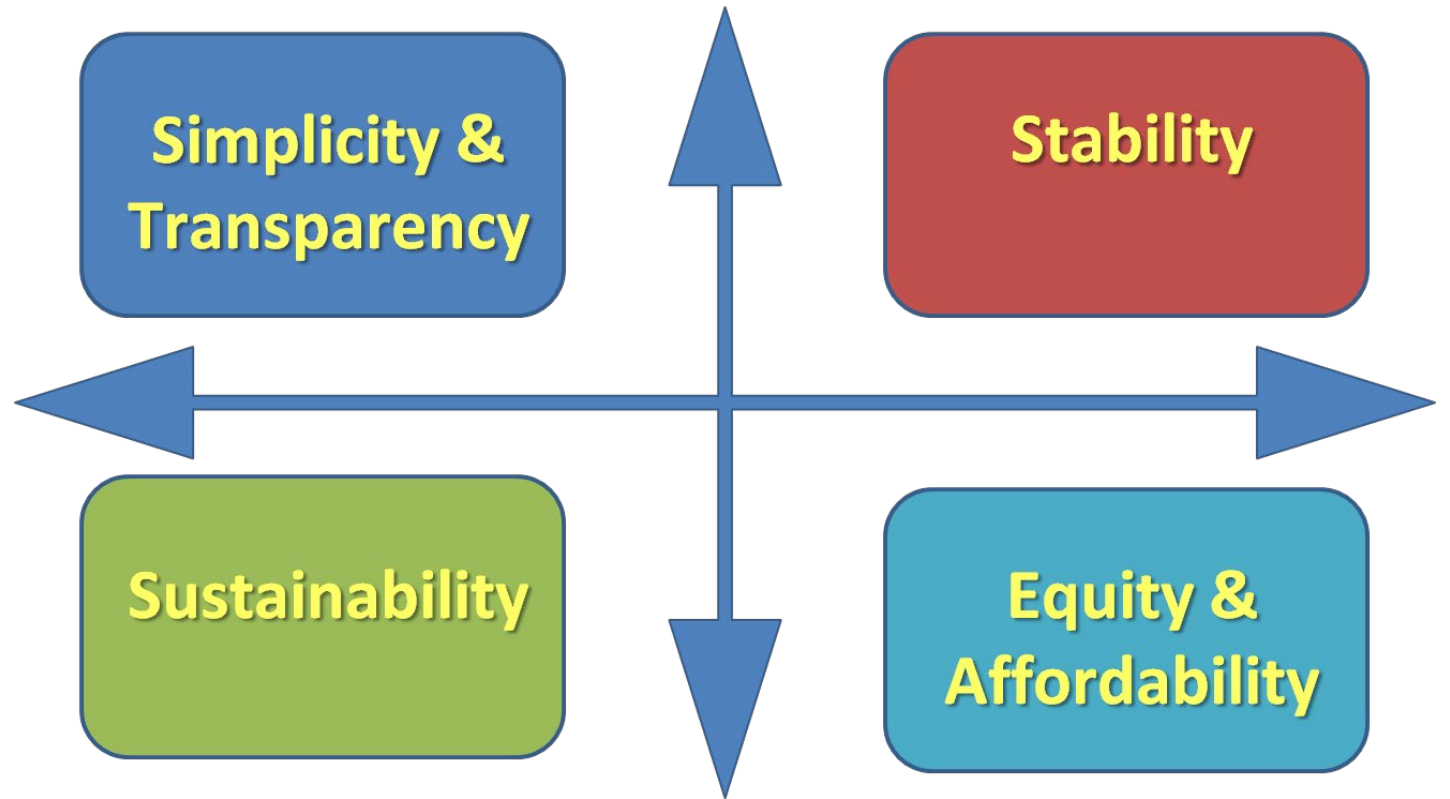 Simplicity &
Transparency
Stability
Sustainability
Equity &
Affordability